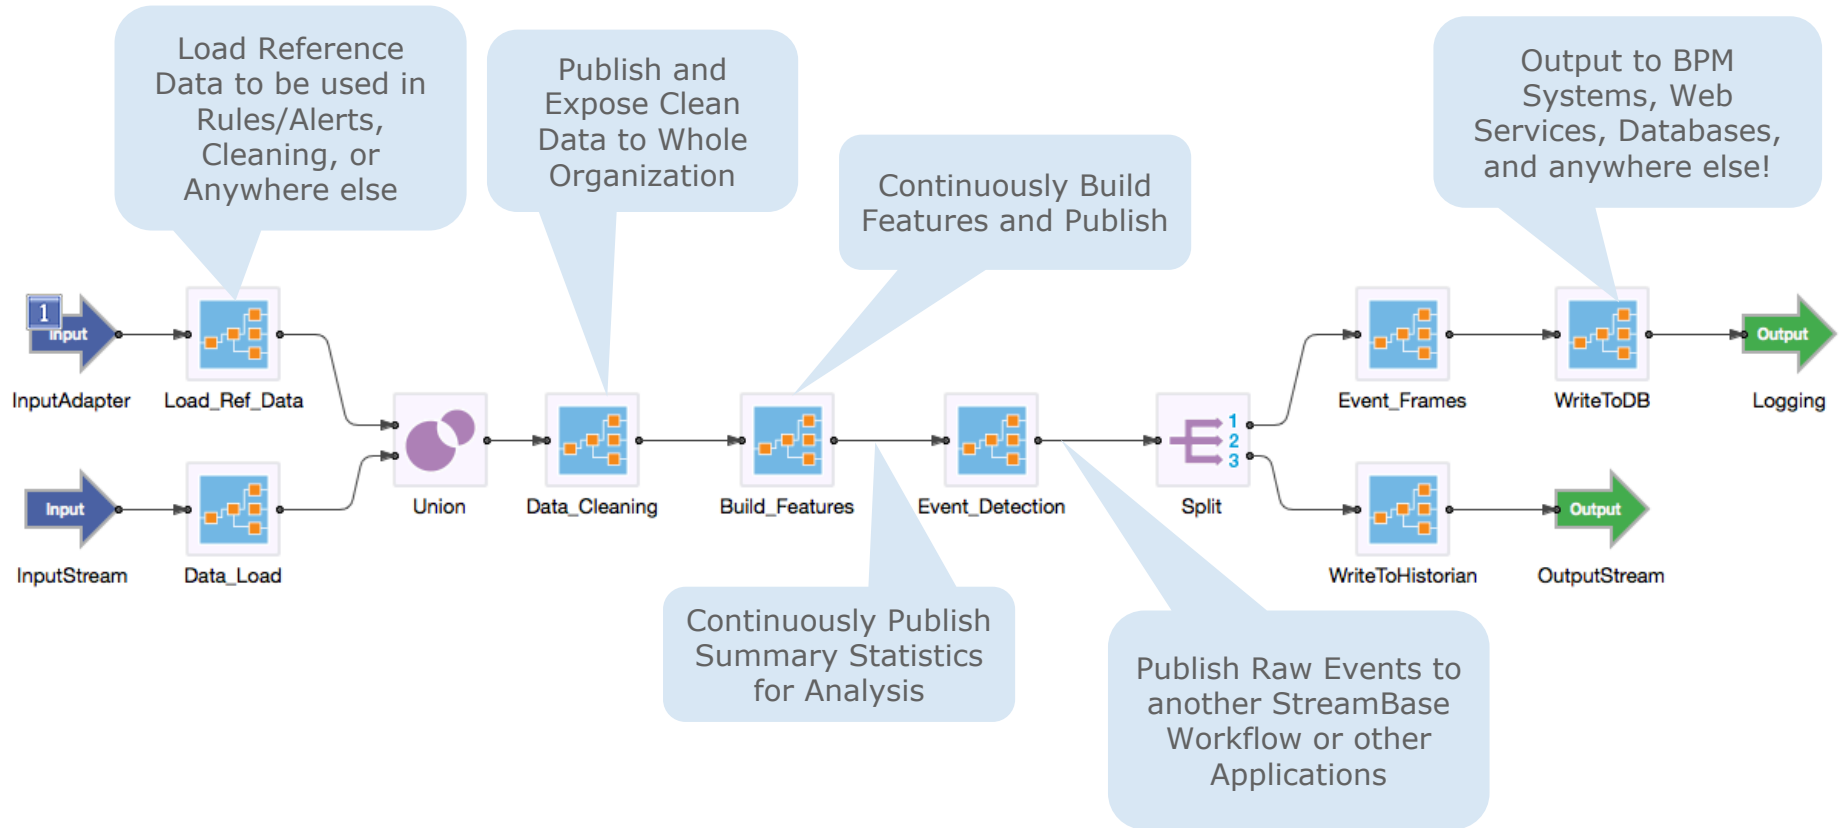 Load Reference
Data to be used in
Rules/Alerts,
Cleaning, or
Anywhere else
Publish and
Expose Clean
Data to Whole
Organization
Continuously Build
Features and Publish
Output to BPM
Systems, Web
Services, Databases,
and anywhere else!
1
Input
InputAdapter
Load_Ref_Data
Input
InputStream
Data_Load
Union
Data_Cleaning
Build_Features
Event_Detection
1
2
3
Split
Event_Frames
WriteToDB
Output
Logging
WriteToHistorian
Output
OutputStream
Continuously Publish
Summary Statistics
for Analysis
Publish Raw Events to
another StreamBase
Workflow or other
Applications